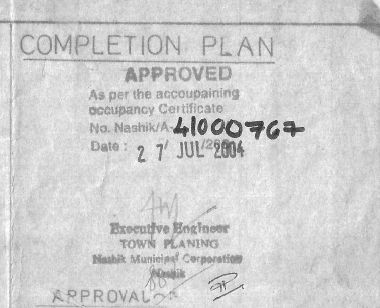 COMPLETION PLAN
APPROVED
As per the accoupaining
occupancy Certificate
No. Nashik/A-41000767
Date : 27/ JUL /2004
Executive Engineer
TOWN PLANING
Nashik Municipal Corporation
Nashik
APPROVAL